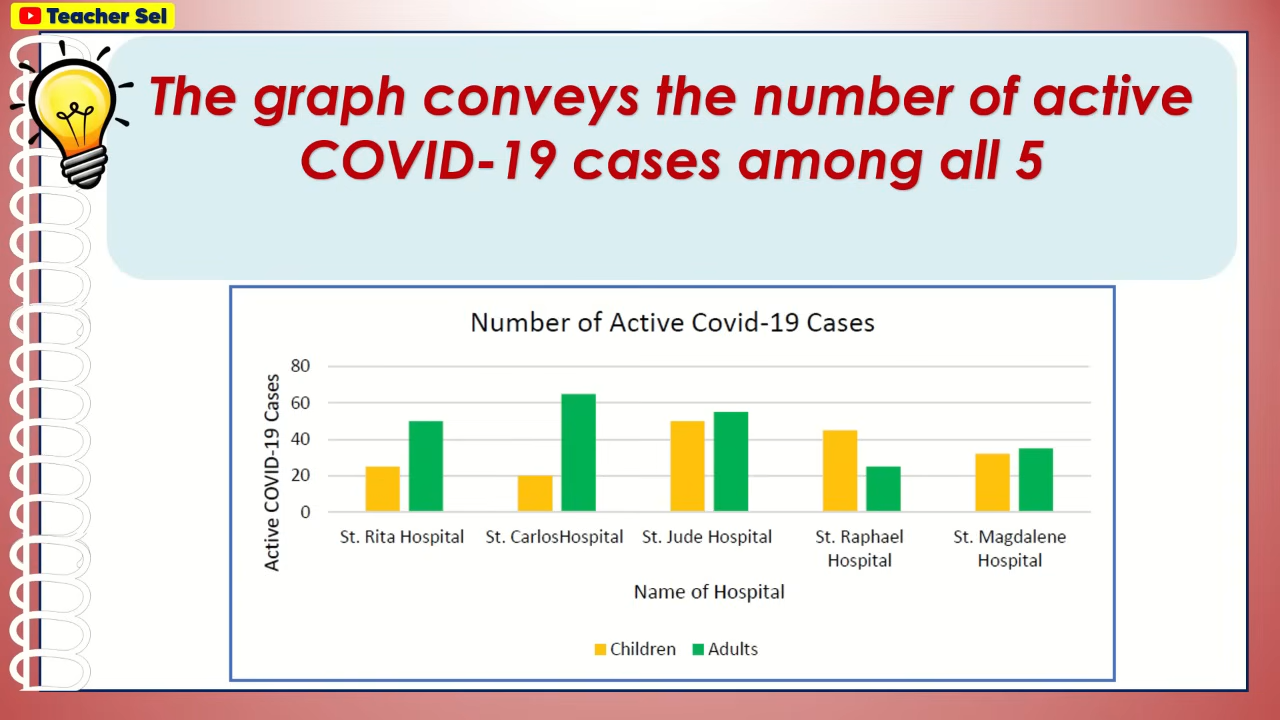 Teacher Sel
The graph conveys the number of active
COVID-19 cases among all 5
Number of Active Covid-19 Cases
Active COVID-19 Cases
80
60
40
20
0
St. Rita Hospital
St. CarlosHospital
St. Jude Hospital
St. Raphael
Hospital
St. Magdalene
Hospital
Name of Hospital
Children
Adults